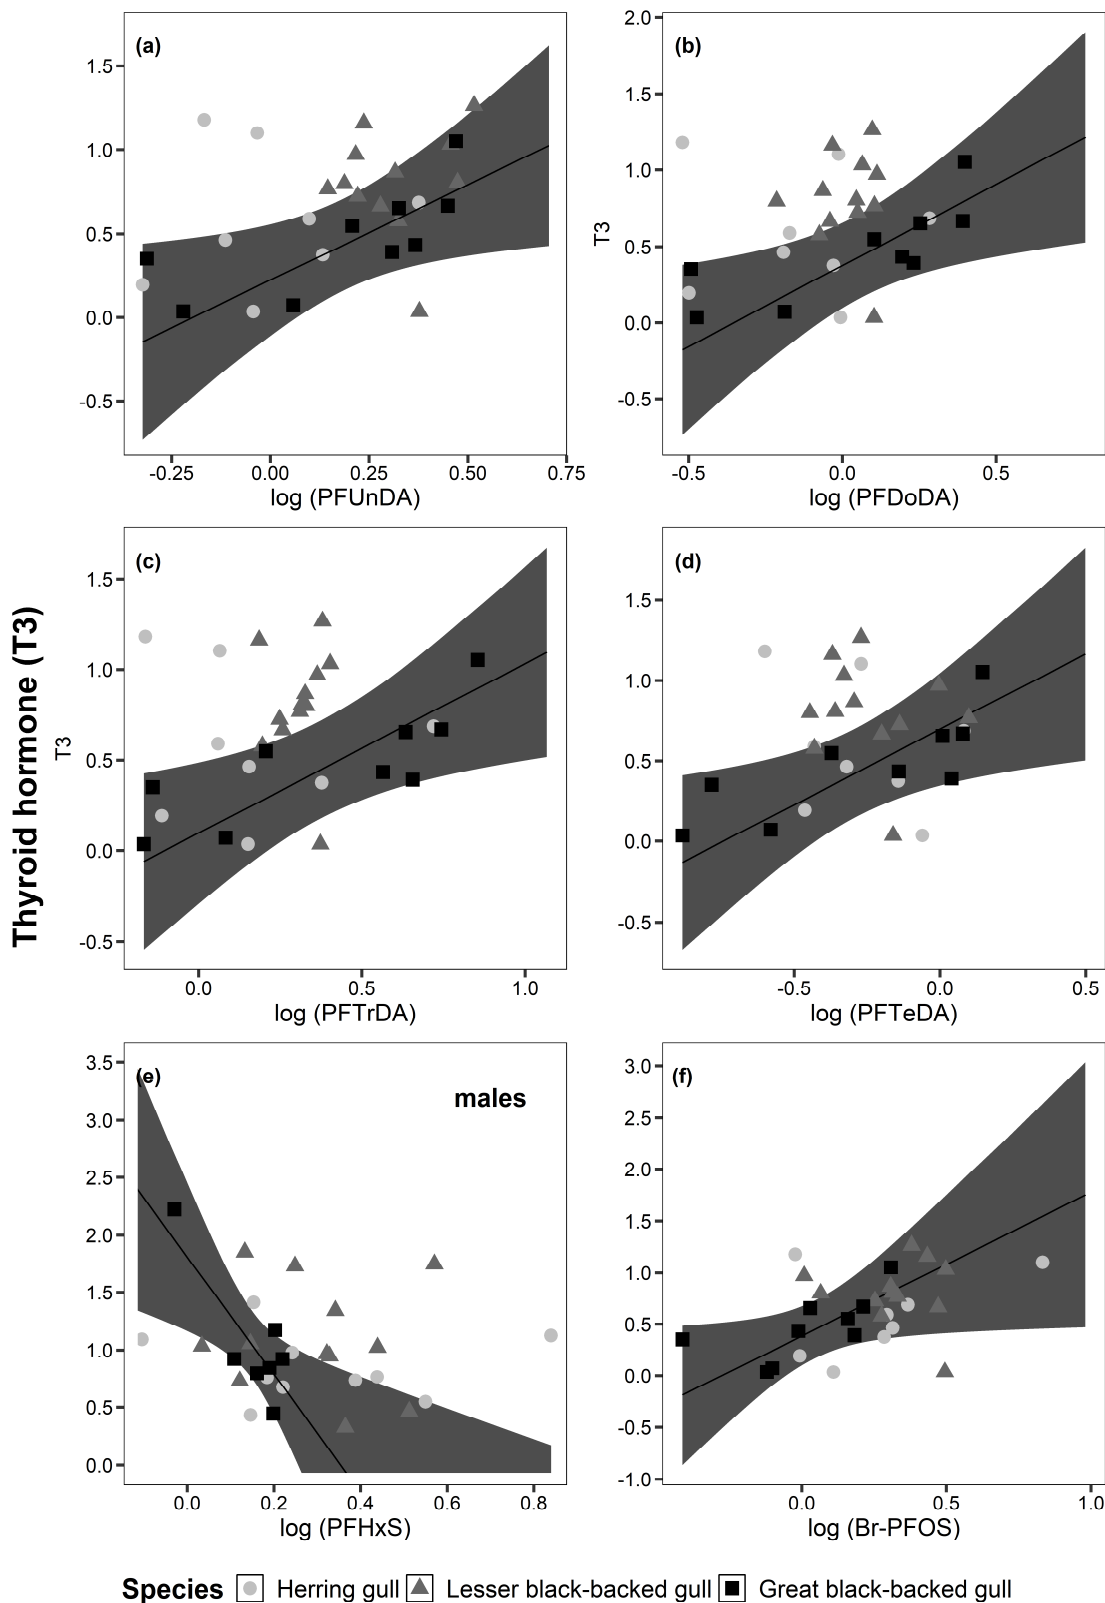 Thyroid hormone (T3)
(a)
1.5
1.0
0.5
0.0
-0.5
-0.25 0.00 0.25 0.50 0.75
log (PFUnDA)
(b)
T3
2.0
1.5
1.0
0.5
0.0
-0.5
-0.5 0.0 0.5
log (PFDoDA)
(c)
T3
1.5
1.0
0.5
0.0
-0.5
0.0 0.5 1.0
log (PFTrDA)
(d)
1.5
1.0
0.5
0.0
-0.5
-0.5 0.0 0.5
log (PFTeDA)
(e)
males
3.5
3.0
2.5
2.0
1.5
1.0
0.5
0.0
0.0 0.2 0.4 0.6 0.8
log (PFHxS)
(f)
3.0
2.5
2.0
1.5
1.0
0.5
0.0
-0.5
-1.0
0.0 0.5 1.0
log (Br-PFOS)
Species Herring gull Lesser black-backed gull Great black-backed gull